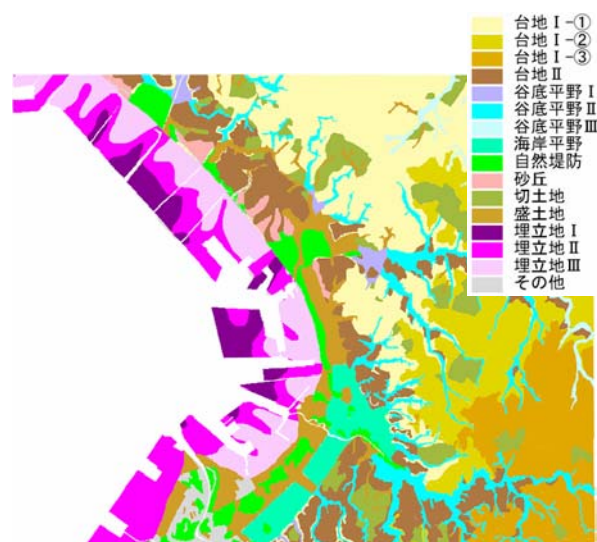 台地Ⅰ-①
台地Ⅰ-②
台地Ⅰ-③
台地Ⅱ
谷底平野Ⅰ
谷底平野Ⅱ
谷底平野Ⅲ
海岸平野
自然堤防
砂丘
切土地
盛土地
埋立地Ⅰ
埋立地Ⅱ
埋立地Ⅲ
その他